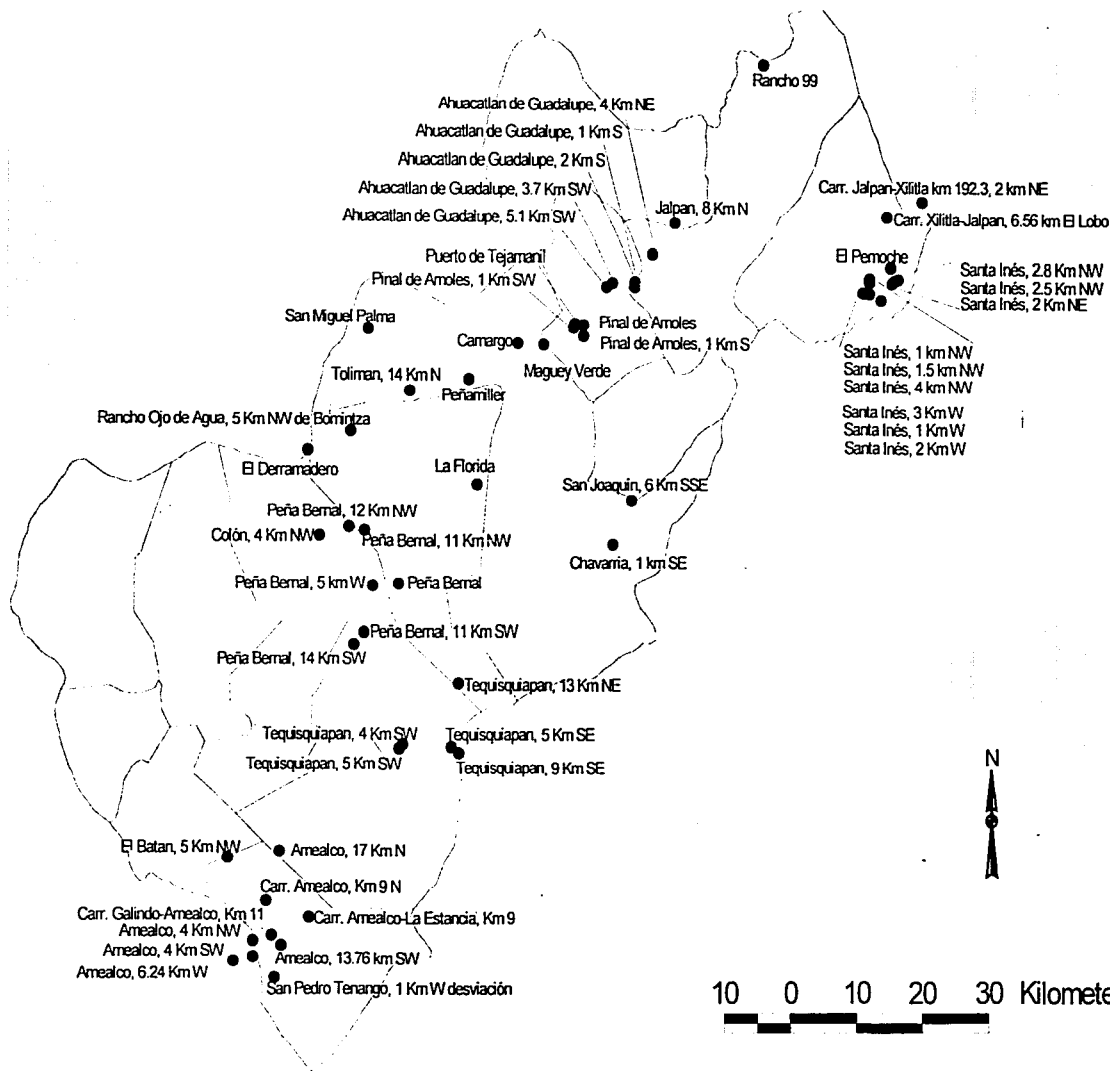 Rancho 99
Ahuacatlan de Guadalupe, 4 Km NE
Ahuacatlan de Guadalupe, 1 Km S
Ahuacatlan de Guadalupe, 2 Km S
Ahuacatlan de Guadalupe, 3.7 Km SW
Ahuacatlan de Guadalupe, 5.1 Km SW
Jalpan, 8 Km N
Carr. Jalpan-Xilitla km 192.3, 2 km NE
Carr. Xilitla-Jalpan, 6.56 km El Lobo
Puerto de Tejamanil
Pinal de Amoles, 1 Km SW
El Pemoche
Santa Inés, 2.8 Km NW
Santa Inés, 2.5 Km NW
Santa Inés, 2 Km NE
San Miguel Palma
Pinal de Amoles
Camargo
Pinal de Amoles, 1 Km S
Maguey Verde
Santa Inés, 1 km NW
Santa Inés, 1.5 km NW
Santa Inés, 4 km NW
Santa Inés, 3 Km W
Santa Inés, 1 Km W
Santa Inés, 2 Km W
Toliman, 14 Km N
Peñamiller
Rancho Ojo de Agua, 5 Km NW de Bomintza
El Derramadero
La Florida
San Joaquin, 6 Km SSE
Peña Bernal, 12 Km NW
Colón, 4 Km NW
Peña Bernal, 11 Km NW
Chavarria, 1 km SE
Peña Bernal, 5 km W
Peña Bernal
Peña Bernal, 11 Km SW
Peña Bernal, 14 Km SW
Tequisquiapan, 13 Km NE
Tequisquiapan, 4 Km SW
Tequisquiapan, 5 Km SE
Tequisquiapan, 5 Km SW
Tequisquiapan, 9 Km SE
N
El Batan, 5 Km NW
Amealco, 17 Km N
Carr. Amealco, Km 9 N
Carr. Galindo-Amealco, Km 11
Carr. Amealco-La Estancia, Km 9
Amealco, 4 Km NW
Amealco, 4 Km SW
Amealco, 13.76 km SW
Amealco, 6.24 Km W
San Pedro Tenango, 1 Km W desviación
10 0 10 20 30 Kilomete